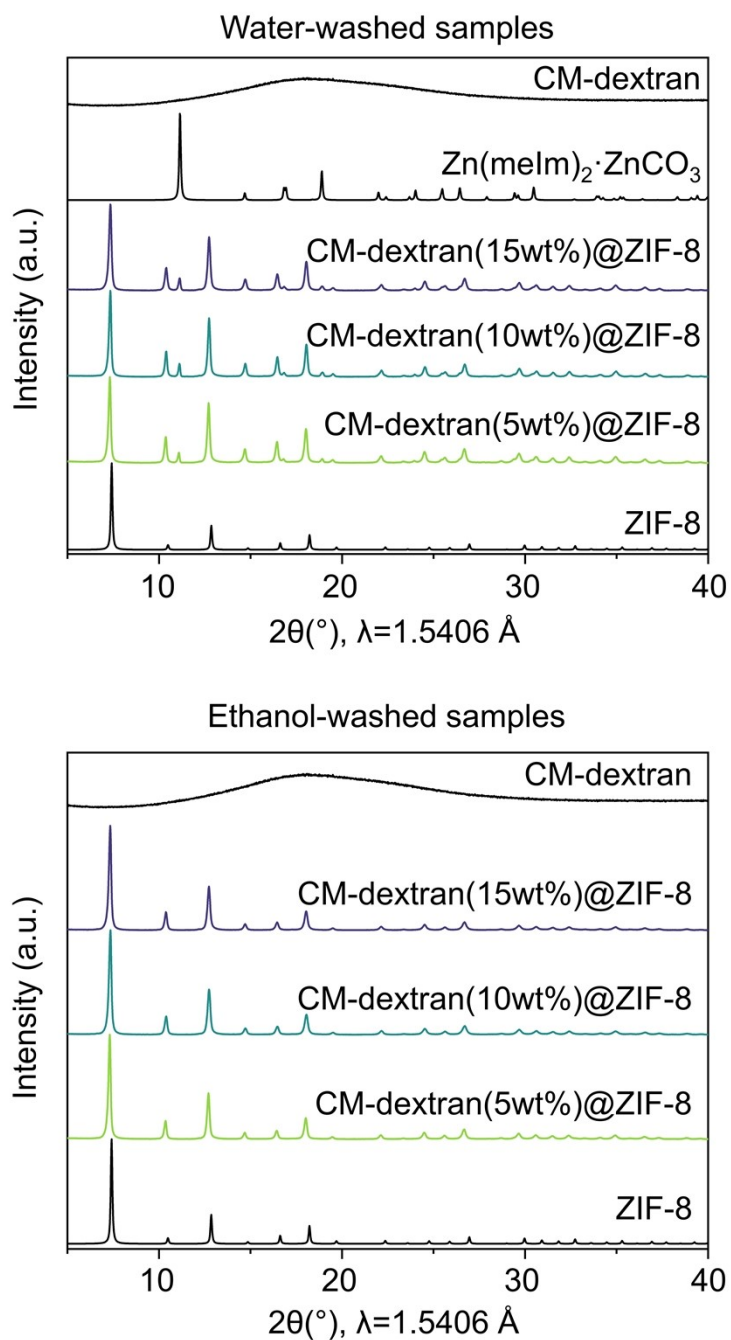 Water-washed samples
CM-dextran
Zn(meIm)₂·ZnCO₃
CM-dextran(15wt%)@ZIF-8
CM-dextran(10wt%)@ZIF-8
CM-dextran(5wt%)@ZIF-8
ZIF-8
Intensity (a.u.)
10 20 30 40
2θ(°), λ=1.5406 Å
Ethanol-washed samples
CM-dextran
CM-dextran(15wt%)@ZIF-8
CM-dextran(10wt%)@ZIF-8
CM-dextran(5wt%)@ZIF-8
ZIF-8
Intensity (a.u.)
10 20 30 40
2θ(°), λ=1.5406 Å